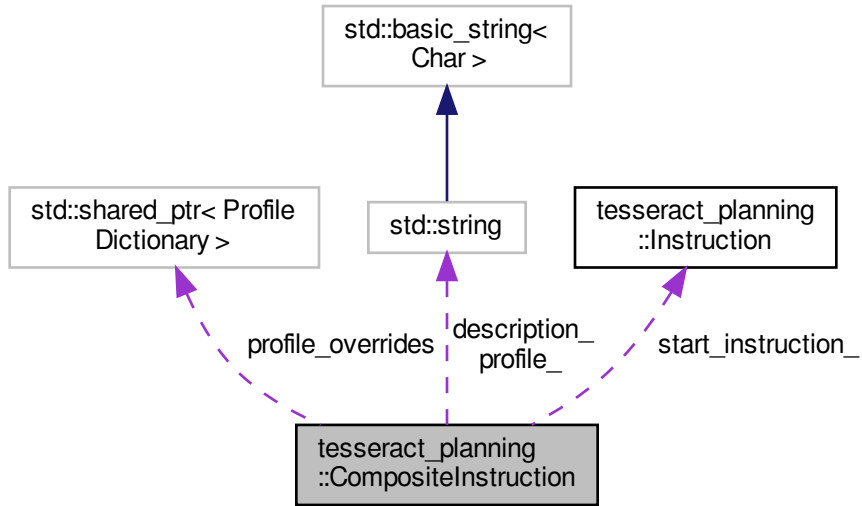 std::basic_string<
Char >
std::shared_ptr< Profile
Dictionary >
std::string
tesseract_planning
::Instruction
profile_overrides
description_
profile_
start_instruction_
tesseract_planning
::CompositeInstruction